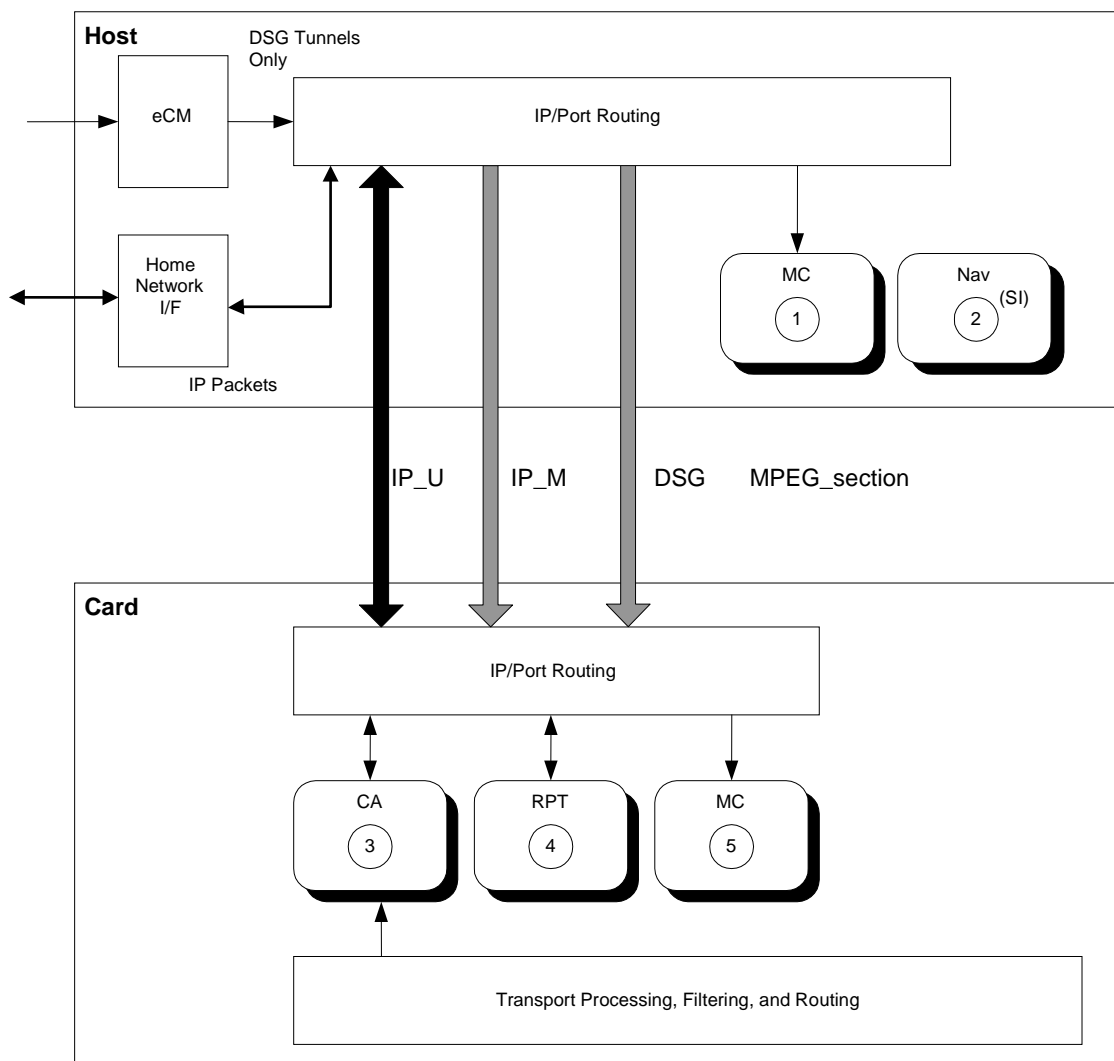 Host
DSG Tunnels
Only
eCM
IP/Port Routing
Home
Network
I/F
IP Packets
MC
1
Nav
(SI)
2
IP_U
IP_M
DSG
MPEG_section
Card
IP/Port Routing
CA
3
RPT
4
MC
5
Transport Processing, Filtering, and Routing